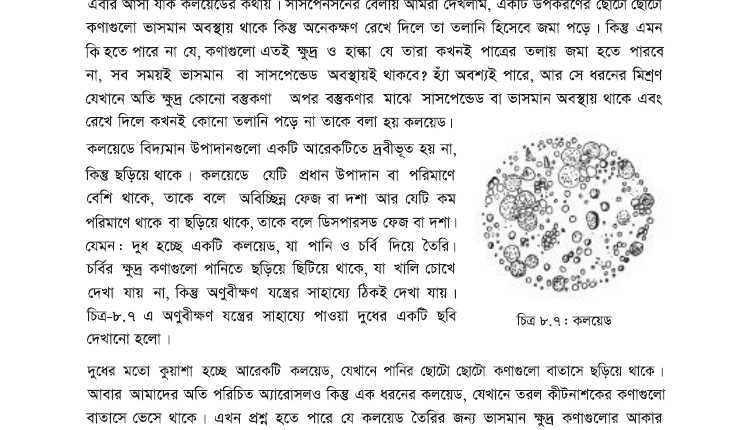 এবার আসা যাক কলয়েডের কথায়। সাসপেনসনের বেলায় আমরা দেখলাম, একটি উপকরণের ছোটো ছোটো
কণাগুলো ভাসমান অবস্থায় থাকে কিন্তু অনেকক্ষণ রেখে দিলে তা তলানি হিসেবে জমা পড়ে। কিন্তু এমন
কি হতে পারে না যে, কণাগুলো এতই ক্ষুদ্র ও হাল্কা যে তারা কখনই পাত্রের তলায় জমা হতে পারবে
না, সব সময়ই ভাসমান বা সাসপেন্ডেড অবস্থায়ই থাকবে? হ্যাঁ অবশ্যই পারে, আর সে ধরনের মিশ্রণ
যেখানে অতি ক্ষুদ্র কোনো বস্তুকণা অপর বস্তুকণার মাঝে সাসপেন্ডেড বা ভাসমান অবস্থায় থাকে এবং
রেখে দিলে কখনই কোনো তলানি পড়ে না তাকে বলা হয় কলয়েড।
কলয়েডে বিদ্যমান উপাদানগুলো একটি আরেকটিতে দ্রবীভূত হয় না,
কিন্তু ছড়িয়ে থাকে। কলয়েডে যেটি প্রধান উপাদান বা পরিমাণে
বেশি থাকে, তাকে বলে অবিচ্ছিন্ন ফেজ বা দশা আর যেটি কম
পরিমাণে থাকে বা ছড়িয়ে থাকে, তাকে বলে ডিসপারসড ফেজ বা দশা।
যেমন: দুধ হচ্ছে একটি কলয়েড, যা পানি ও চর্বি দিয়ে তৈরি।
চর্বির ক্ষুদ্র কণাগুলো পানিতে ছড়িয়ে ছিটিয়ে থাকে, যা খালি চোখে
দেখা যায় না, কিন্তু অণুবীক্ষণ যন্ত্রের সাহায্যে ঠিকই দেখা যায়।
চিত্র-৮.৭ এ অণুবীক্ষণ যন্ত্রের সাহায্যে পাওয়া দুধের একটি ছবি
দেখানো হলো।
চিত্র ৮.৭: কলয়েড
দুধের মতো কুয়াশা হচ্ছে আরেকটি কলয়েড, যেখানে পানির ছোটো ছোটো কণাগুলো বাতাসে ছড়িয়ে থাকে।
আবার আমাদের অতি পরিচিত অ্যারোসলও কিন্তু এক ধরনের কলয়েড, যেখানে তরল কীটনাশকের কণাগুলো
বাতাসে ভেসে থাকে। এখন প্রশ্ন হতে পারে যে কলয়েড তৈরির জন্য ভাসমান ক্ষুদ্র কণাগুলোর আকার